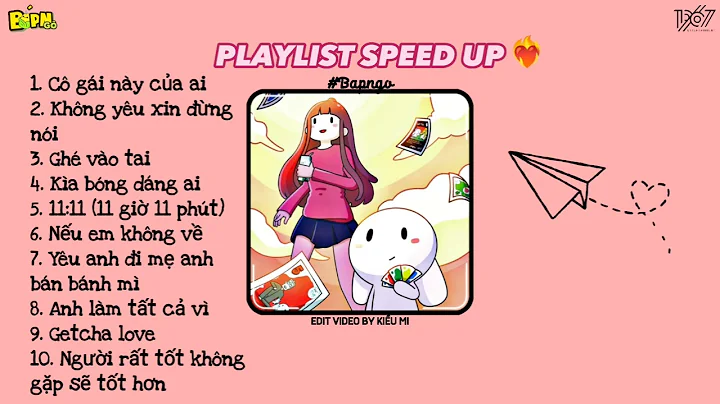 BẮPN GO
1967
PLAYLIST SPEED UP ❤️‍🔥
#Bapngo
1. Cô gái này của ai
2. Không yêu xin đừng
nói
3. Ghé vào tai
4. Kìa bóng dáng ai
5. 11:11 (11 giờ 11 phút)
6. Nếu em không về
7. Yêu anh đi mẹ anh
bán bánh mì
8. Anh làm tất cả vì
9. Getcha love
10. Người rất tốt không
gặp sẽ tốt hơn
EDIT VIDEO BY KIỀU MI